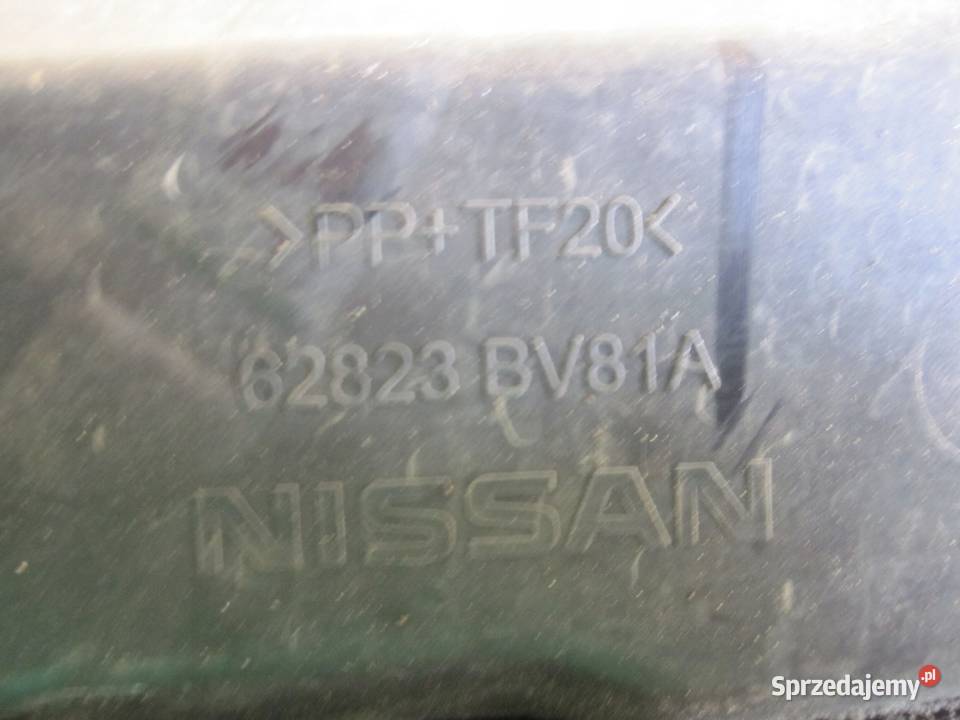 >PP+TF20<
62823 BV81A
NISSAN
Sprzedajemy.pl